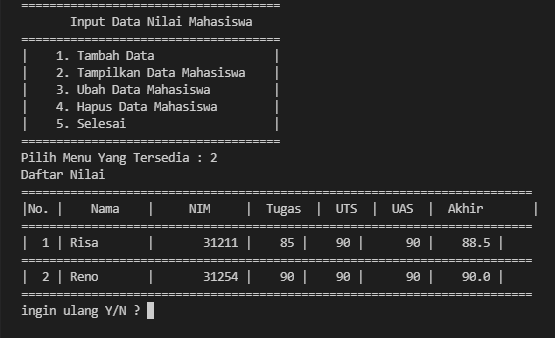 =====================================
Input Data Nilai Mahasiswa
=====================================
|    1. Tambah Data                 |
|    2. Tampilkan Data Mahasiswa    |
|    3. Ubah Data Mahasiswa         |
|    4. Hapus Data Mahasiswa        |
|    5. Selesai                     |
=====================================
Pilih Menu Yang Tersedia : 2
Daftar Nilai
=========================================================================
|No. |    Nama    |     NIM     |  Tugas  |  UTS  |  UAS  |  Akhir       |
=========================================================================
|  1 | Risa       |       31211 |    85 |    90 |    90 |     88.5 |
=========================================================================
|  2 | Reno       |       31254 |    90 |    90 |    90 |     90.0 |
=========================================================================
ingin ulang Y/N ?